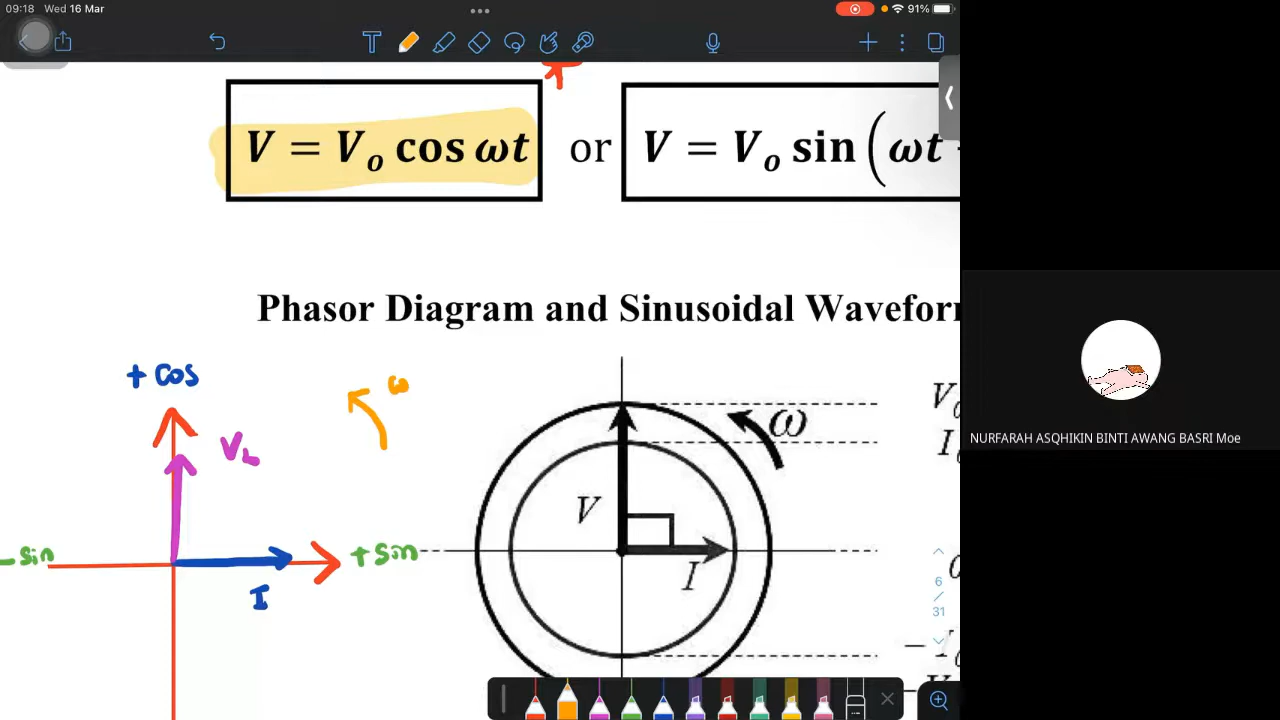 09:18 Wed 16 Mar
91%
V = V₀ cos ωt or V = V₀ sin (ωt
Phasor Diagram and Sinusoidal Wavefor
+ cos
ω
V_L
ω
V
I
- sin
+ sin
I
6
/
31
NURFARAH ASQHIKIN BINTI AWANG BASRI Moe